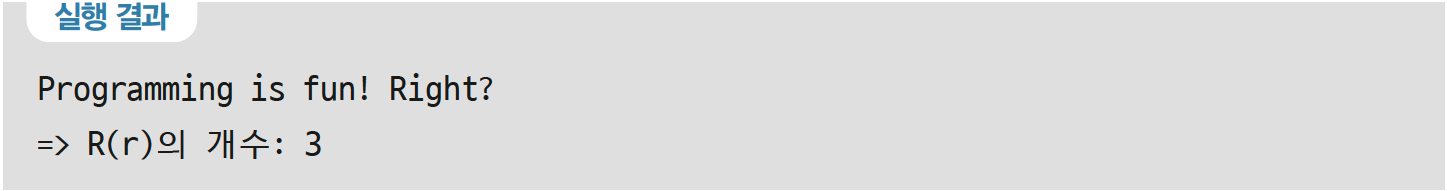 실행 결과
Programming is fun! Right?
=> R(r)의 개수: 3